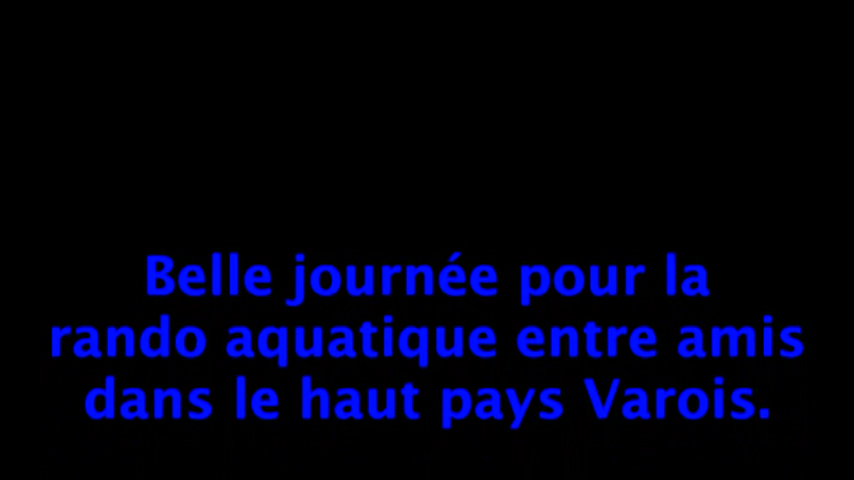 Belle journée pour la
rando aquatique entre amis
dans le haut pays Varois.